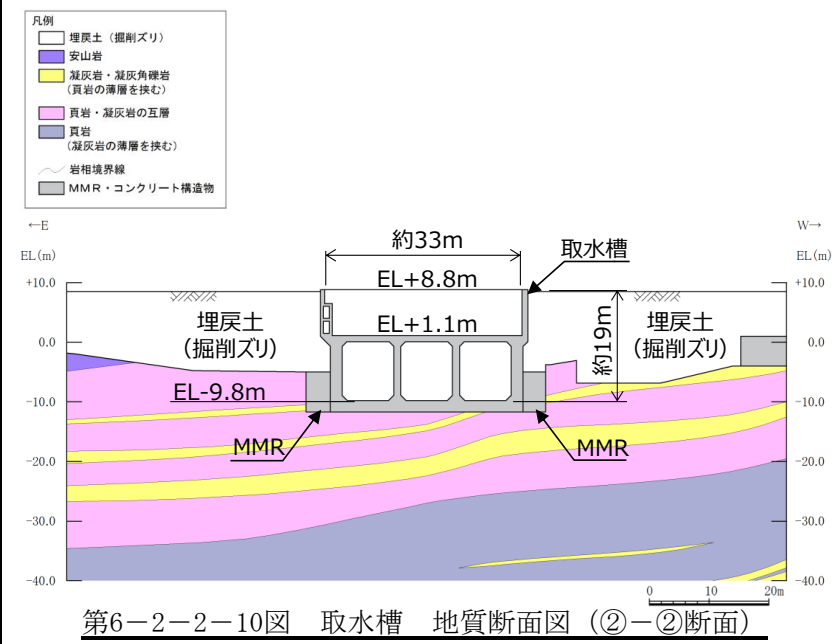 凡例
埋戻土（掘削ズリ）
安山岩
凝灰岩・凝灰角礫岩
(頁岩の薄層を挟む)
頁岩・凝灰岩の互層
頁岩
(凝灰岩の薄層を挟む)
岩相境界線
MMR・コンクリート構造物
←E
W→
EL(m)
EL(m)
約33m
取水槽
+10.0
+10.0
EL+8.8m
埋戻土
(掘削ズリ)
EL+1.1m
約19m
埋戻土
(掘削ズリ)
0.0
0.0
EL-9.8m
-10.0
-10.0
MMR
MMR
-20.0
-20.0
-30.0
-30.0
-40.0
-40.0
0 10 20m
第6－2－2－10図 取水槽 地質断面図（②－②断面）